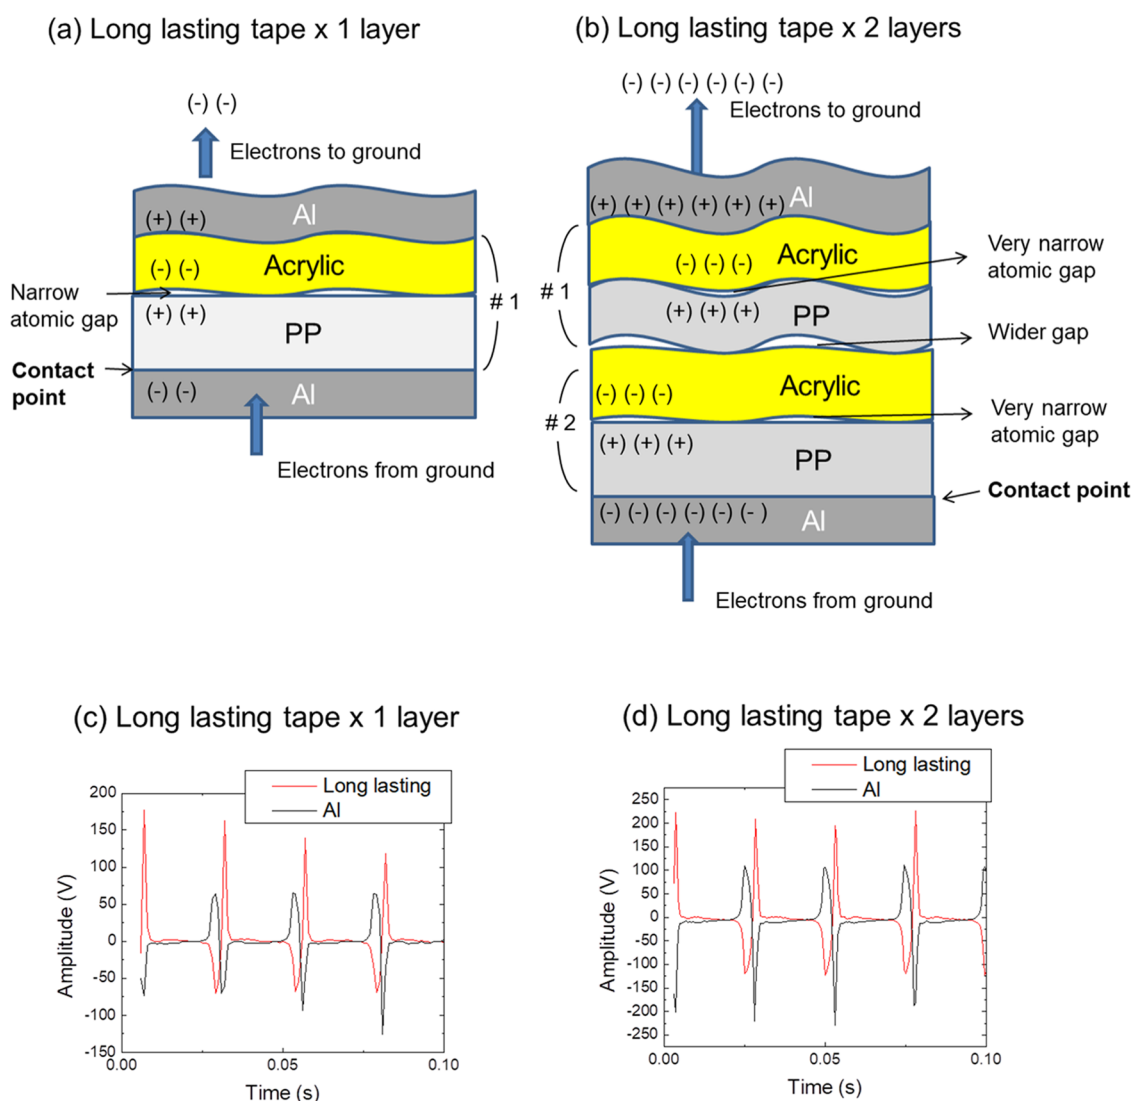 (a) Long lasting tape x 1 layer
(-) (-)
Electrons to ground
Al
(+) (+)
Acrylic
(-) (-)
Narrow
atomic gap
# 1
(+) (+)
PP
Contact
point
(-) (-)
Al
Electrons from ground
(b) Long lasting tape x 2 layers
(-) (-) (-) (-) (-) (-)
Electrons to ground
(+) (+) (+) (+) (+) (+)
Al
Acrylic
(-) (-) (-)
Very narrow
atomic gap
# 1
(+) (+) (+)
PP
Wider gap
Acrylic
(-) (-) (-)
Very narrow
atomic gap
# 2
(+) (+) (+)
PP
Contact point
(-) (-) (-) (-) (-) (- )
Al
Electrons from ground
(c) Long lasting tape x 1 layer
Long lasting
Al
200
150
100
50
0
-50
-100
-150
Amplitude (V)
0.00
0.05
0.10
Time (s)
(d) Long lasting tape x 2 layers
Long lasting
Al
250
200
150
100
50
0
-50
-100
-150
-200
-250
Amplitude (V)
0.00
0.05
0.10
Time (s)